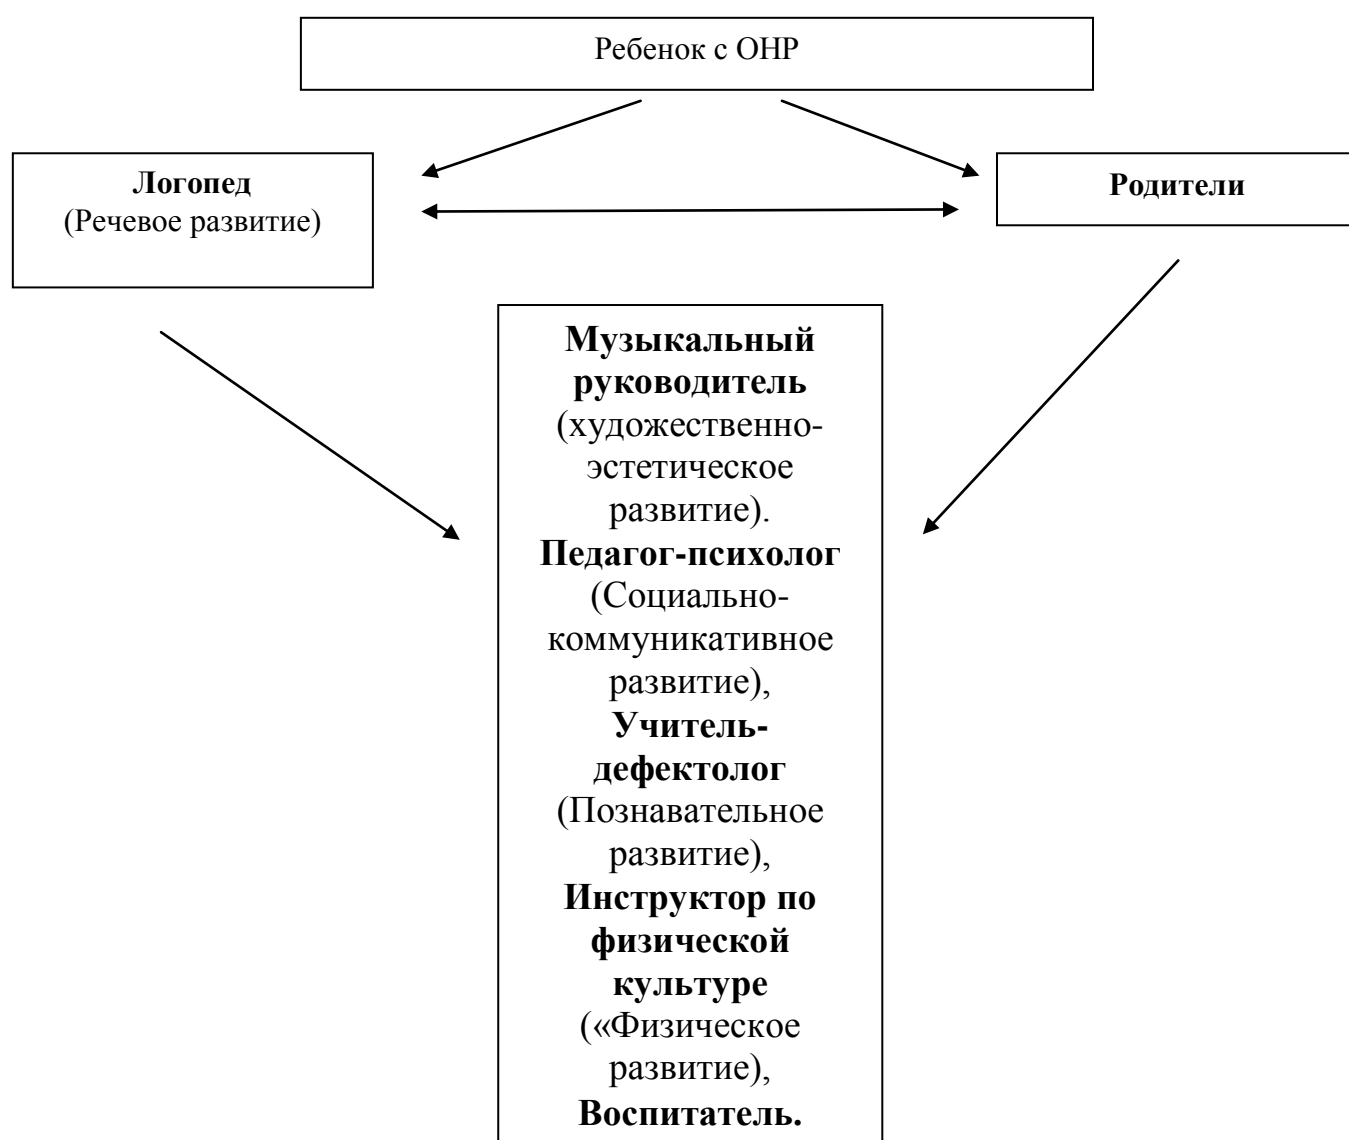 Ребенок с ОНР
Логопед
(Речевое развитие)
Родители
Музыкальный
руководитель
(художественно-
эстетическое
развитие).
Педагог-психолог
(Социально-
коммуникативное
развитие),
Учитель-
дефектолог
(Познавательное
развитие),
Инструктор по
физической
культуре
(«Физическое
развитие),
Воспитатель.